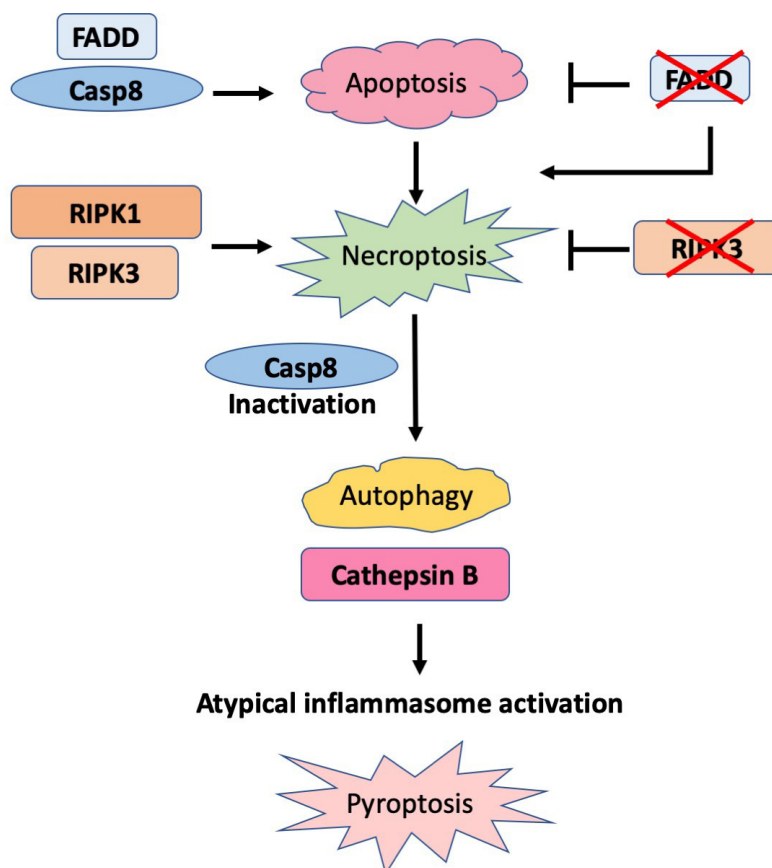 FADD
Casp8
Apoptosis
FADD
RIPK1
RIPK3
Necroptosis
RIPK3
Casp8
Inactivation
Autophagy
Cathepsin B
Atypical inflammasome activation
Pyroptosis